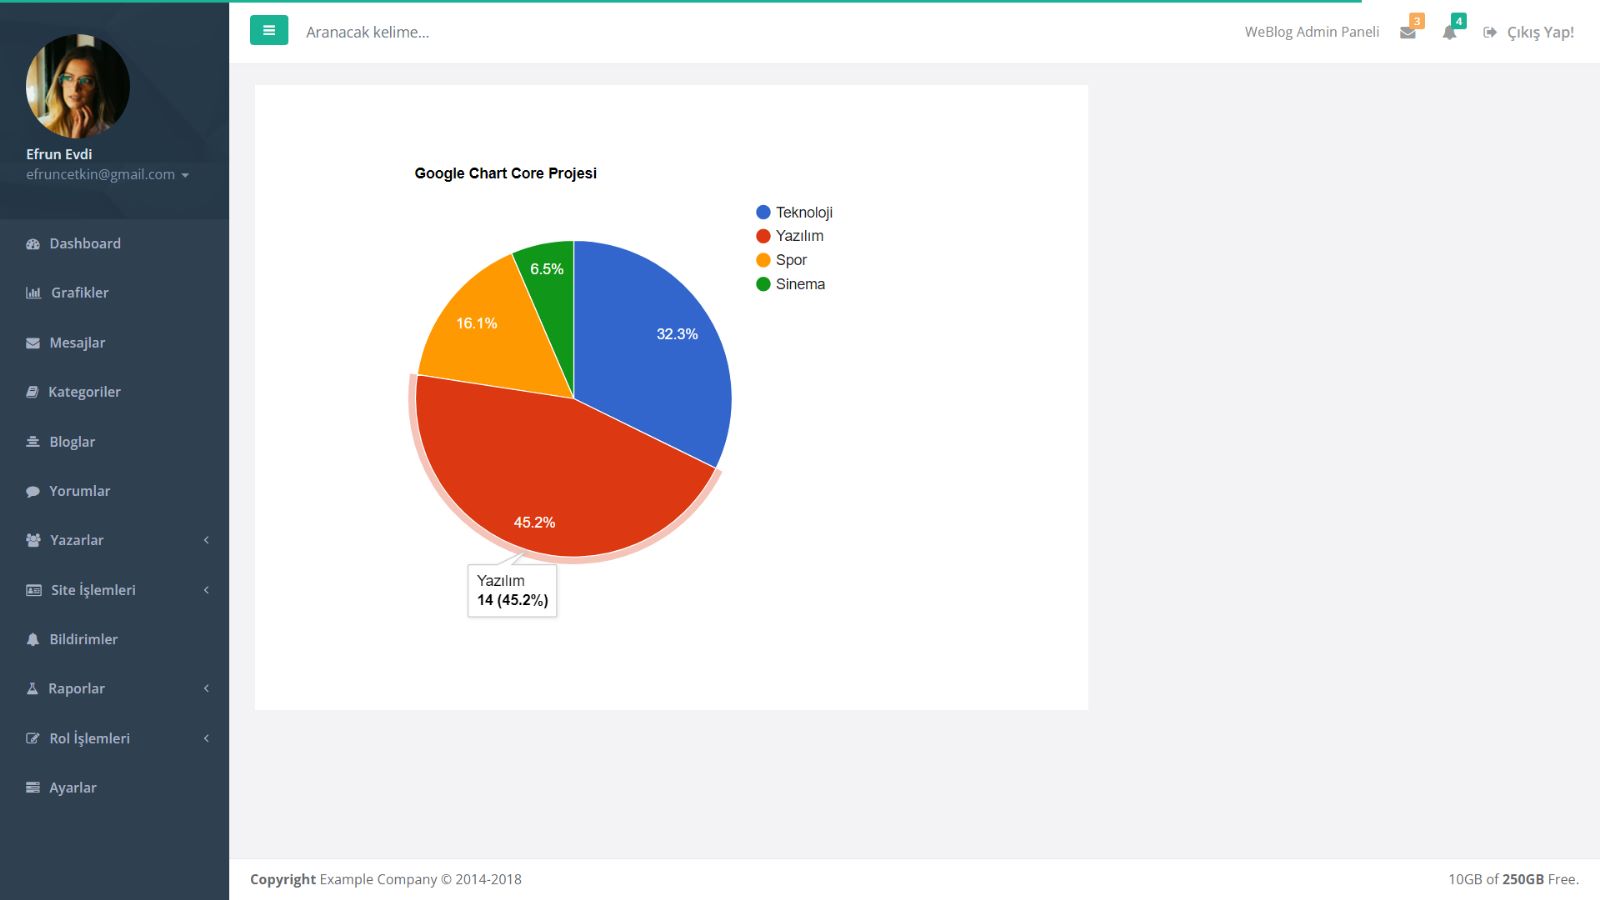 Aranacak kelime...
WeBlog Admin Paneli
3
4
Çıkış Yap!
Efrun Evdi
efruncetkin@gmail.com
Dashboard
Grafikler
Mesajlar
Kategoriler
Bloglar
Yorumlar
Yazarlar
Site İşlemleri
Bildirimler
Raporlar
Rol İşlemleri
Ayarlar
Google Chart Core Projesi
Teknoloji
Yazılım
Spor
Sinema
6.5%
16.1%
32.3%
45.2%
Yazılım
14 (45.2%)
Copyright Example Company © 2014-2018
10GB of 250GB Free.